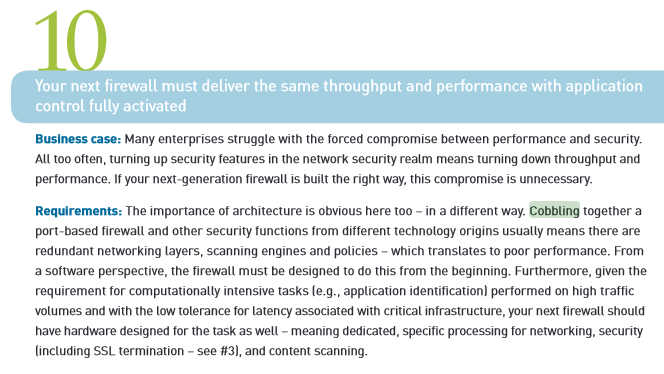 10
Your next firewall must deliver the same throughput and performance with application
control fully activated
Business case: Many enterprises struggle with the forced compromise between performance and security.
All too often, turning up security features in the network security realm means turning down throughput and
performance. If your next-generation firewall is built the right way, this compromise is unnecessary.
Requirements: The importance of architecture is obvious here too – in a different way. Cobbling together a
port-based firewall and other security functions from different technology origins usually means there are
redundant networking layers, scanning engines and policies – which translates to poor performance. From
a software perspective, the firewall must be designed to do this from the beginning. Furthermore, given the
requirement for computationally intensive tasks (e.g., application identification) performed on high traffic
volumes and with the low tolerance for latency associated with critical infrastructure, your next firewall should
have hardware designed for the task as well – meaning dedicated, specific processing for networking, security
(including SSL termination – see #3), and content scanning.